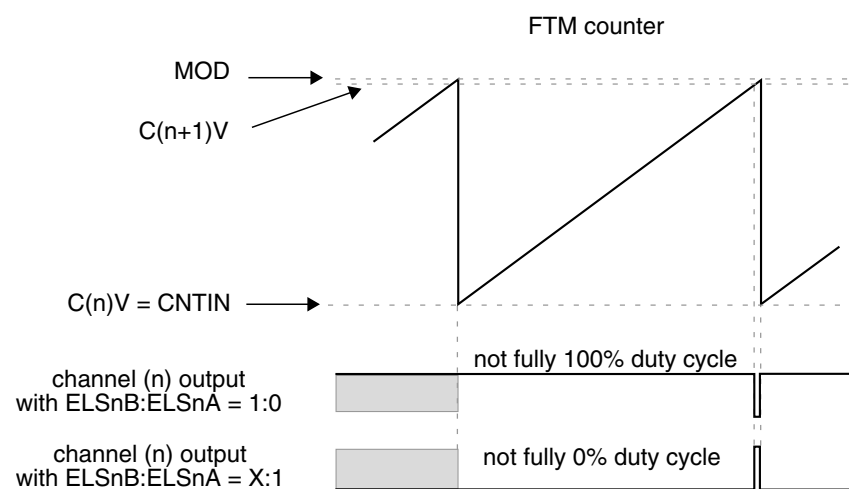 FTM counter
MOD
C(n+1)V
C(n)V = CNTIN
not fully 100% duty cycle
channel (n) output
with ELSnB:ELSnA = 1:0
channel (n) output
with ELSnB:ELSnA = X:1
not fully 0% duty cycle